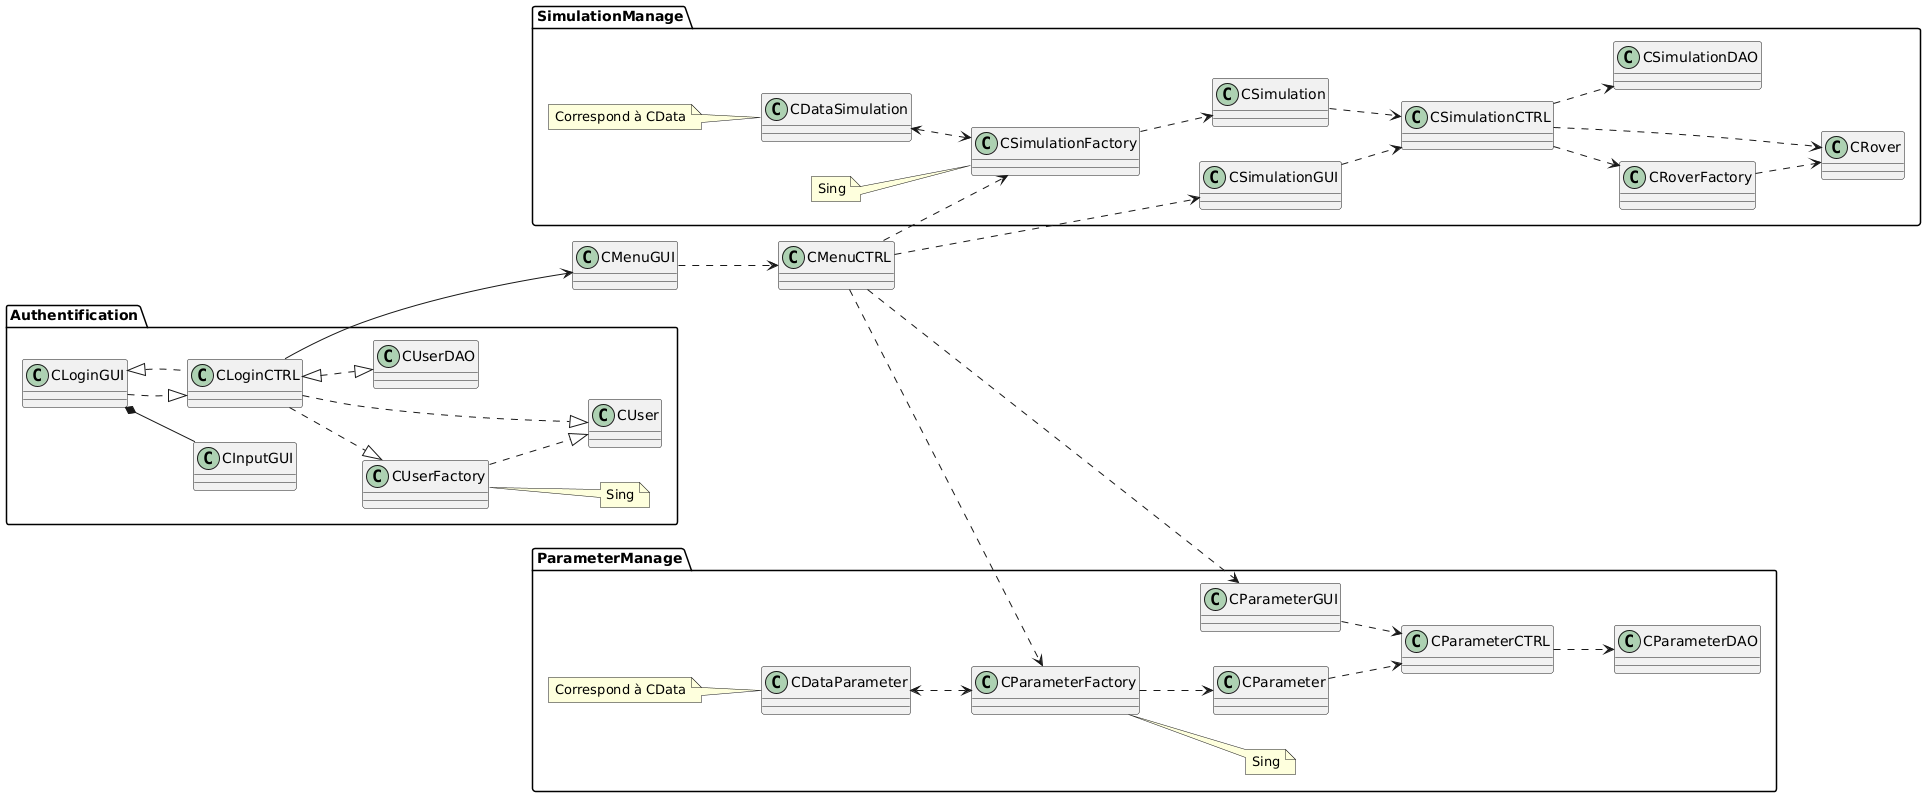 SimulationManage
CSimulationDAO
CSimulation
CDataSimulation
Correspond à CData
CSimulationCTRL
CSimulationFactory
CRover
CSimulationGUI
CRoverFactory
Sing
CMenuGUI
CMenuCTRL
Authentification
CUserDAO
CLoginGUI
CLoginCTRL
CUser
CInputGUI
CUserFactory
Sing
ParameterManage
CParameterGUI
CParameterCTRL
CParameterDAO
Correspond à CData
CDataParameter
CParameterFactory
CParameter
Sing